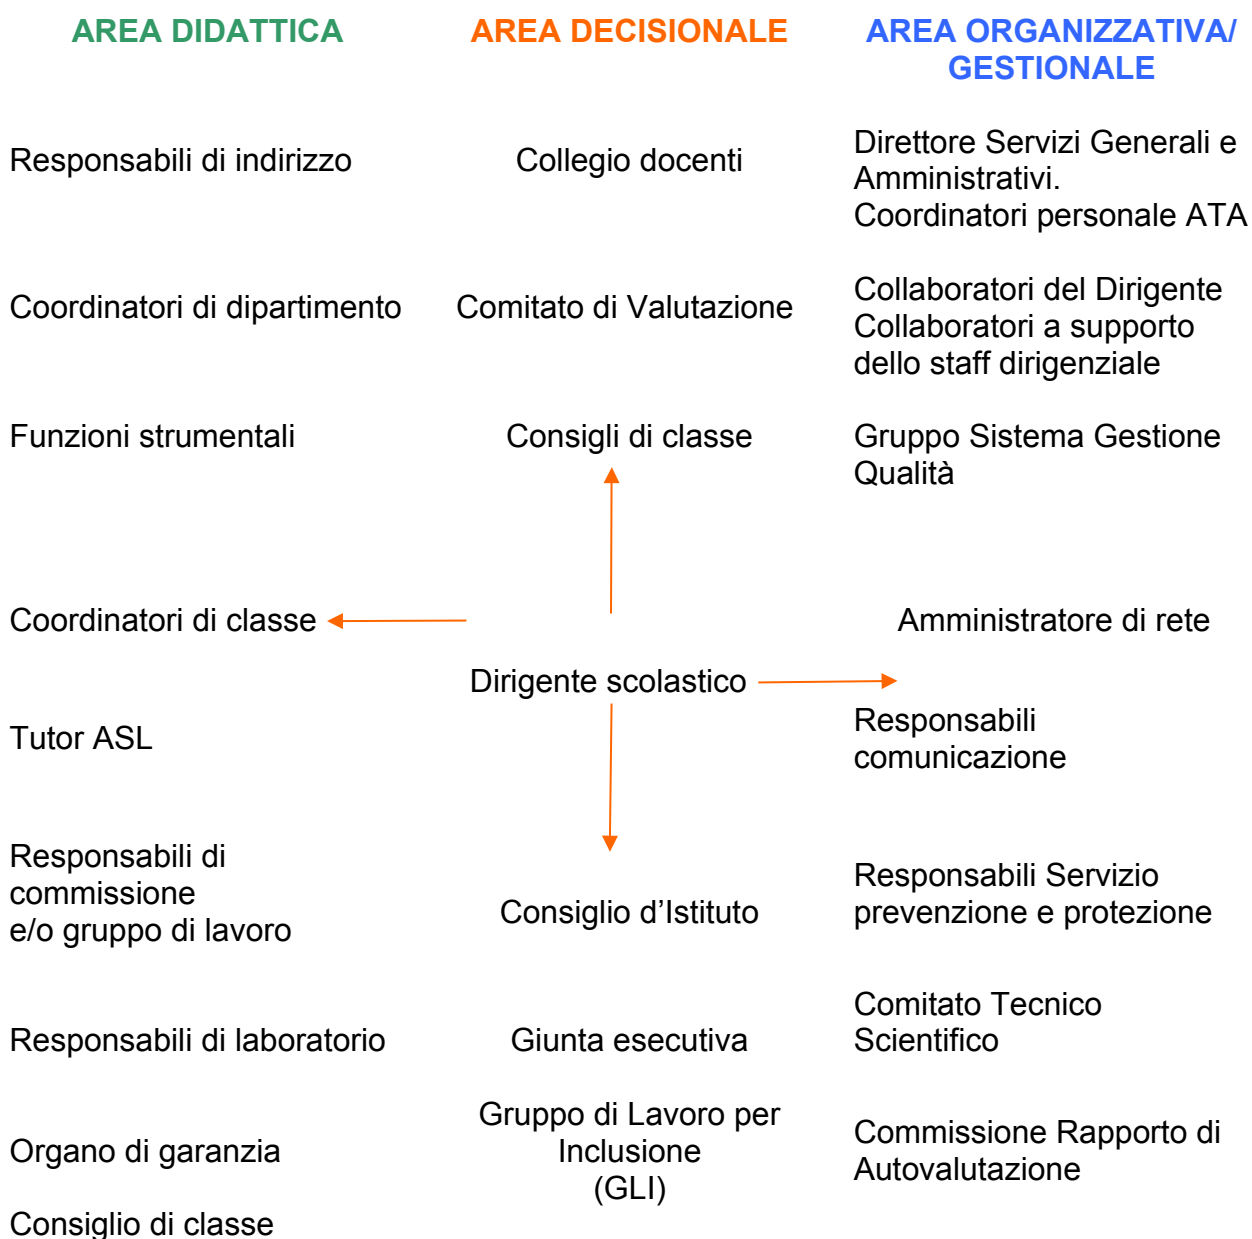 AREA DIDATTICA
AREA DECISIONALE
AREA ORGANIZZATIVA/
GESTIONALE
Responsabili di indirizzo
Collegio docenti
Direttore Servizi Generali e
Amministrativi.
Coordinatori personale ATA
Coordinatori di dipartimento
Comitato di Valutazione
Collaboratori del Dirigente
Collaboratori a supporto
dello staff dirigenziale
Funzioni strumentali
Consigli di classe
Gruppo Sistema Gestione
Qualità
Coordinatori di classe
Amministratore di rete
Dirigente scolastico
Tutor ASL
Responsabili
comunicazione
Responsabili di
commissione
e/o gruppo di lavoro
Consiglio d’Istituto
Responsabili Servizio
prevenzione e protezione
Responsabili di laboratorio
Giunta esecutiva
Comitato Tecnico
Scientifico
Organo di garanzia
Gruppo di Lavoro per
Inclusione
(GLI)
Commissione Rapporto di
Autovalutazione
Consiglio di classe